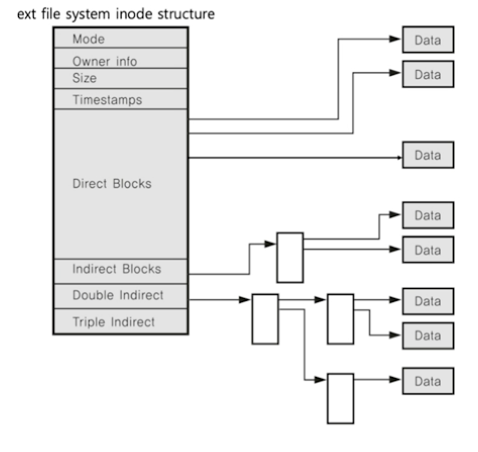 ext file system inode structure
Mode
Owner info
Size
Timestamps
Direct Blocks
Indirect Blocks
Double Indirect
Triple Indirect
Data
Data
Data
Data
Data
Data
Data
Data